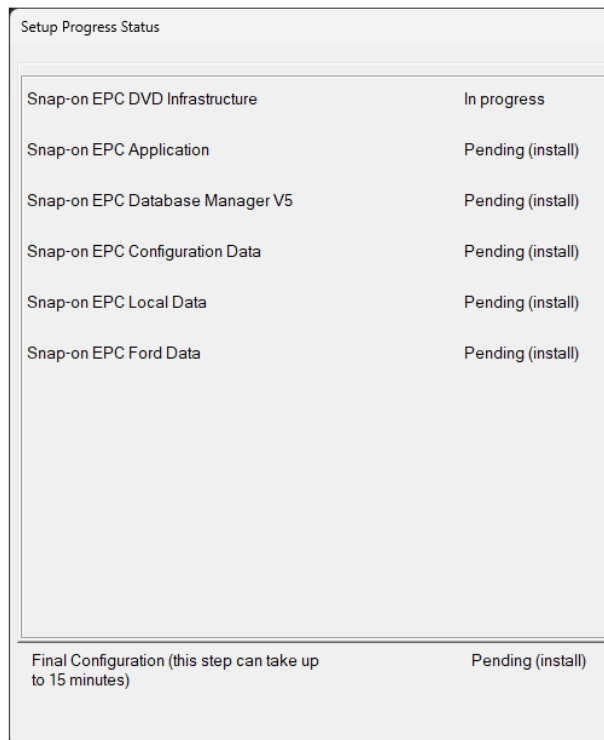 Setup Progress Status
Snap-on EPC DVD Infrastructure In progress
Snap-on EPC Application Pending (install)
Snap-on EPC Database Manager V5 Pending (install)
Snap-on EPC Configuration Data Pending (install)
Snap-on EPC Local Data Pending (install)
Snap-on EPC Ford Data Pending (install)
Final Configuration (this step can take up Pending (install)
to 15 minutes)